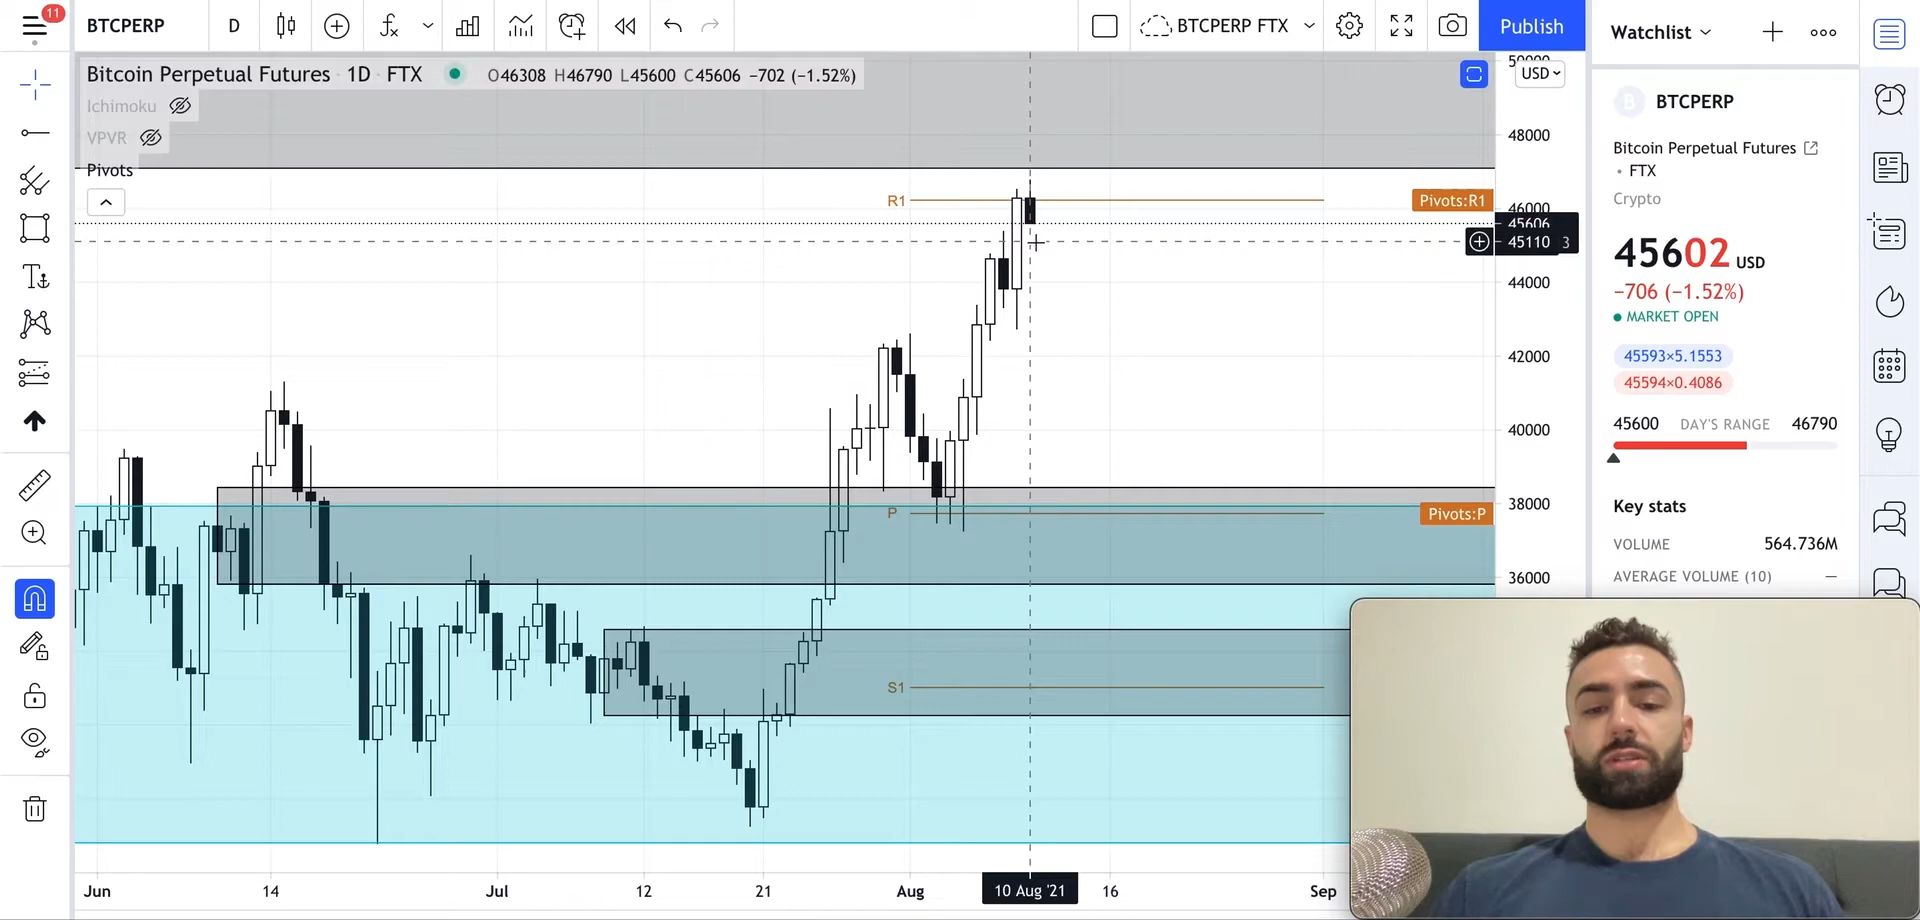 11
BTCPERP
D
BTCPERP FTX
Publish
Watchlist
Bitcoin Perpetual Futures · 1D · FTX
O46308 H46790 L45600 C45606 −702 (−1.52%)
USD
Ichimoku
VPVR
Pivots
48000
46000
45606
45110
3
44000
42000
40000
38000
36000
R1
Pivots:R1
P
Pivots:P
S1
Jun
14
Jul
12
21
Aug
10 Aug '21
16
Sep
BTCPERP
Bitcoin Perpetual Futures
• FTX
Crypto
45602 USD
−706 (−1.52%)
MARKET OPEN
45593×5.1553
45594×0.4086
45600 DAY'S RANGE 46790
Key stats
VOLUME 564.736M
AVERAGE VOLUME (10) —